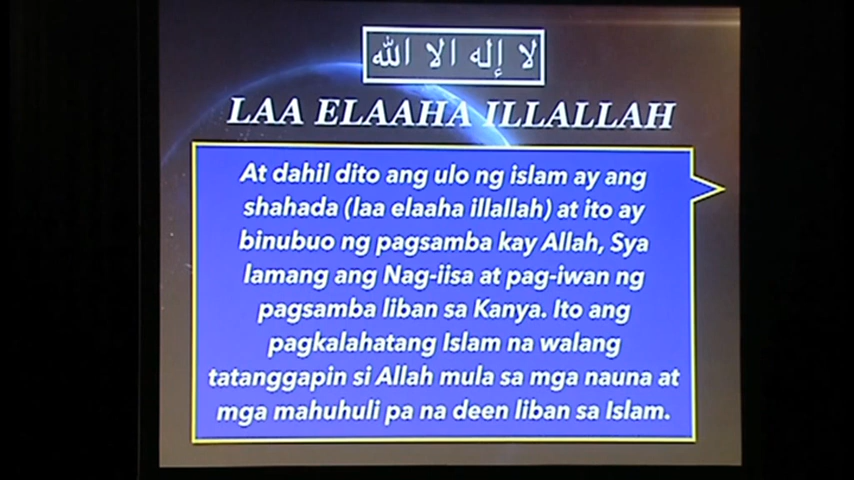 لا إله الا الله
LAA ELAAHA ILLALLAH
At dahil dito ang ulo ng islam ay ang
shahada (laa elaaha illallah) at ito ay
binubuo ng pagsamba kay Allah, Sya
lamang ang Nag-iisa at pag-iwan ng
pagsamba liban sa Kanya. Ito ang
pagkalahatang Islam na walang
tatanggapin si Allah mula sa mga nauna at
mga mahuhuli pa na deen liban sa Islam.